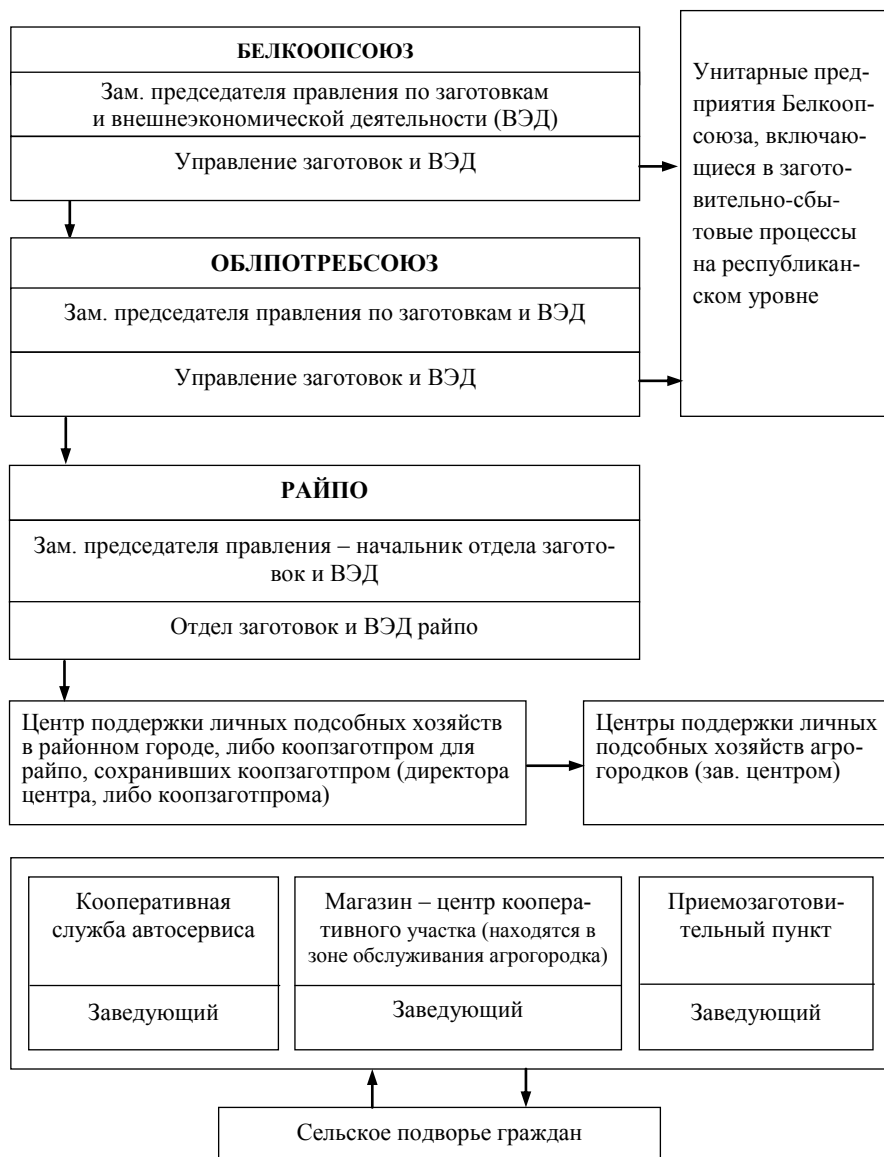 БЕЛКООПСОЮЗ
Зам. председателя правления по заготовкам
и внешнеэкономической деятельности (ВЭД)
Управление заготовок и ВЭД
Унитарные пред-
приятия Белкооп-
союза, включаю-
щиеся в загото-
вительно-сбы-
товые процессы
на республикан-
ском уровне
ОБЛПОТРЕБСОЮЗ
Зам. председателя правления по заготовкам и ВЭД
Управление заготовок и ВЭД
РАЙПО
Зам. председателя правления – начальник отдела загото-
вок и ВЭД
Отдел заготовок и ВЭД райпо
Центр поддержки личных подсобных хозяйств
в районном городе, либо коопзаготпром для
райпо, сохранивших коопзаготпром (директора
центра, либо коопзаготпрома)
Центры поддержки личных
подсобных хозяйств агро-
городков (зав. центром)
Кооперативная
служба автосервиса
Заведующий
Магазин – центр коопера-
тивного участка (находятся в
зоне обслуживания агрогородка)
Заведующий
Приемозаготови-
тельный пункт
Заведующий
Сельское подворье граждан